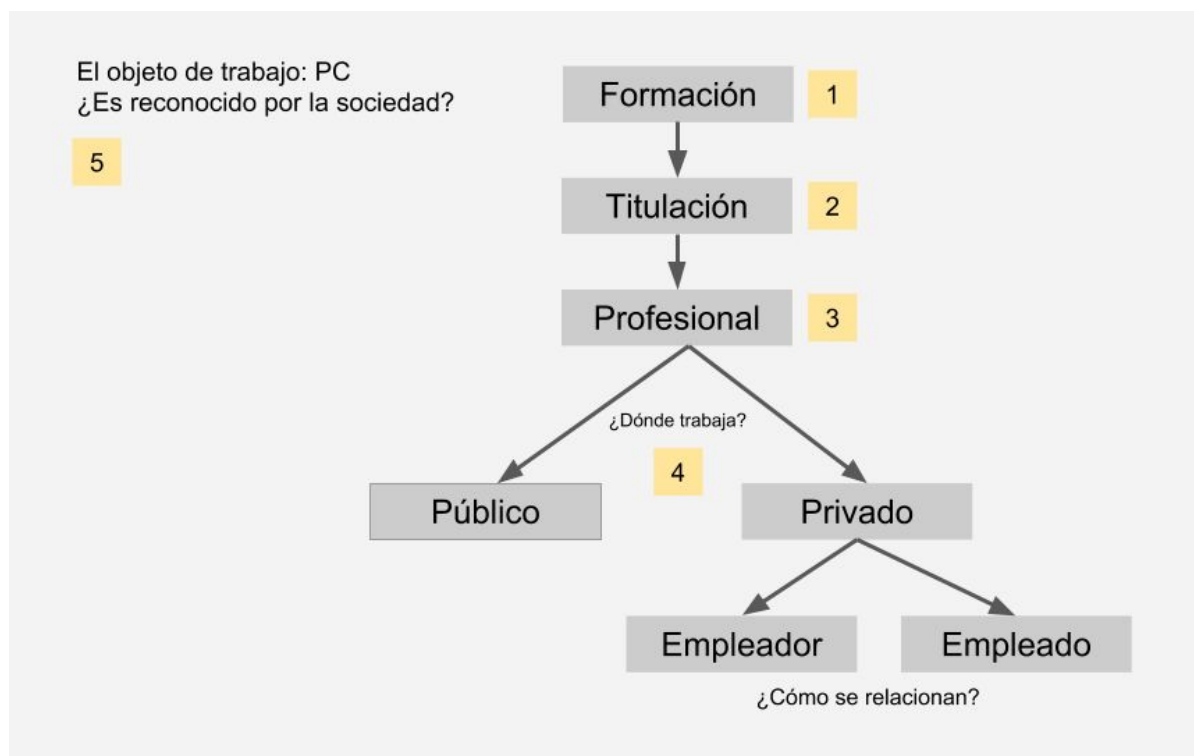 El objeto de trabajo: PC
¿Es reconocido por la sociedad?
5
Formación
1
Titulación
2
Profesional
3
¿Dónde trabaja?
4
Público
Privado
Empleador
Empleado
¿Cómo se relacionan?